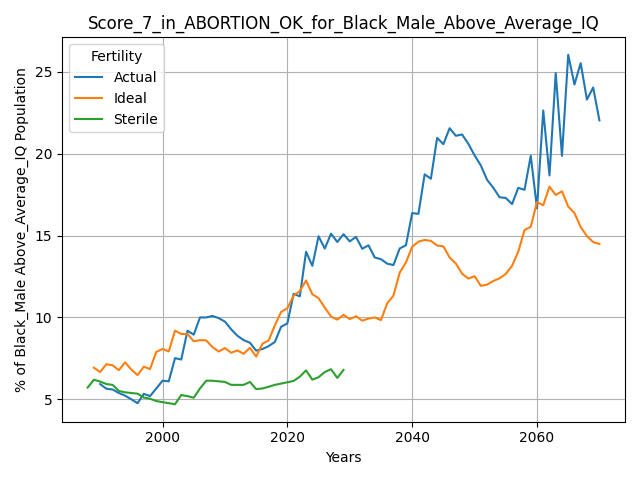 Score_7_in_ABORTION_OK_for_Black_Male_Above_Average_IQ
Fertility
Actual
Ideal
Sterile
% of Black_Male Above_Average_IQ Population
25
20
15
10
5
2000 2020 2040 2060
Years